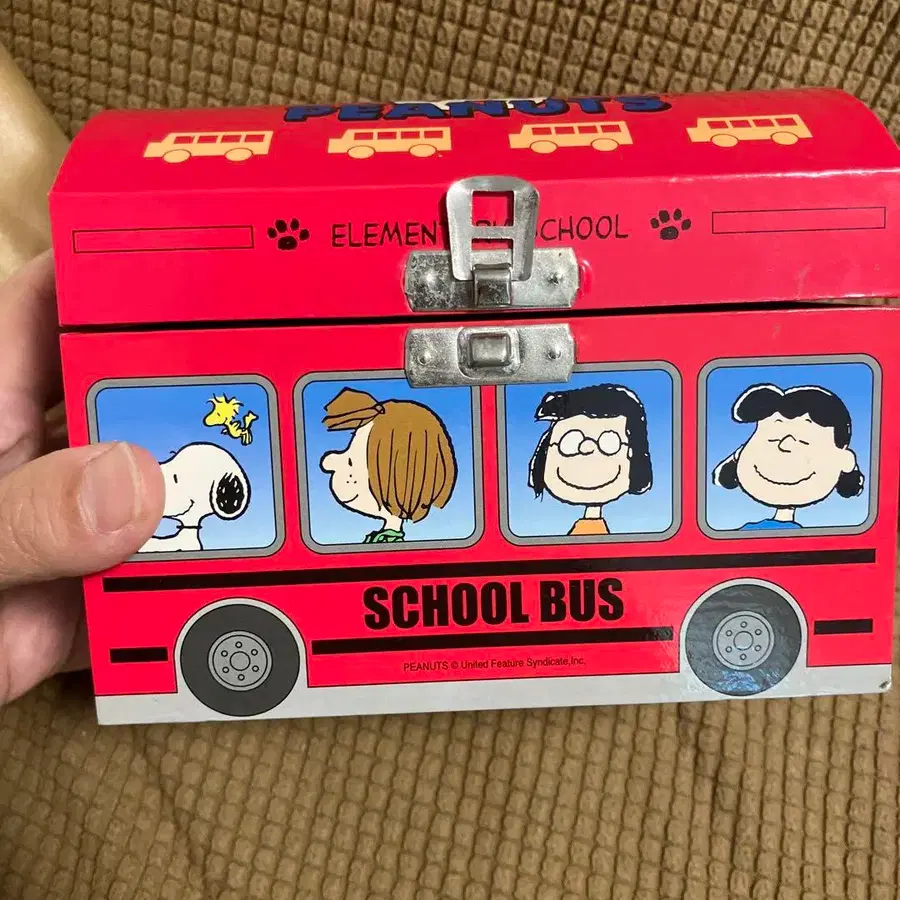 PEANUTS
ELEMENT SCHOOL
SCHOOL BUS
PEANUTS © United Feature Syndicate,Inc.